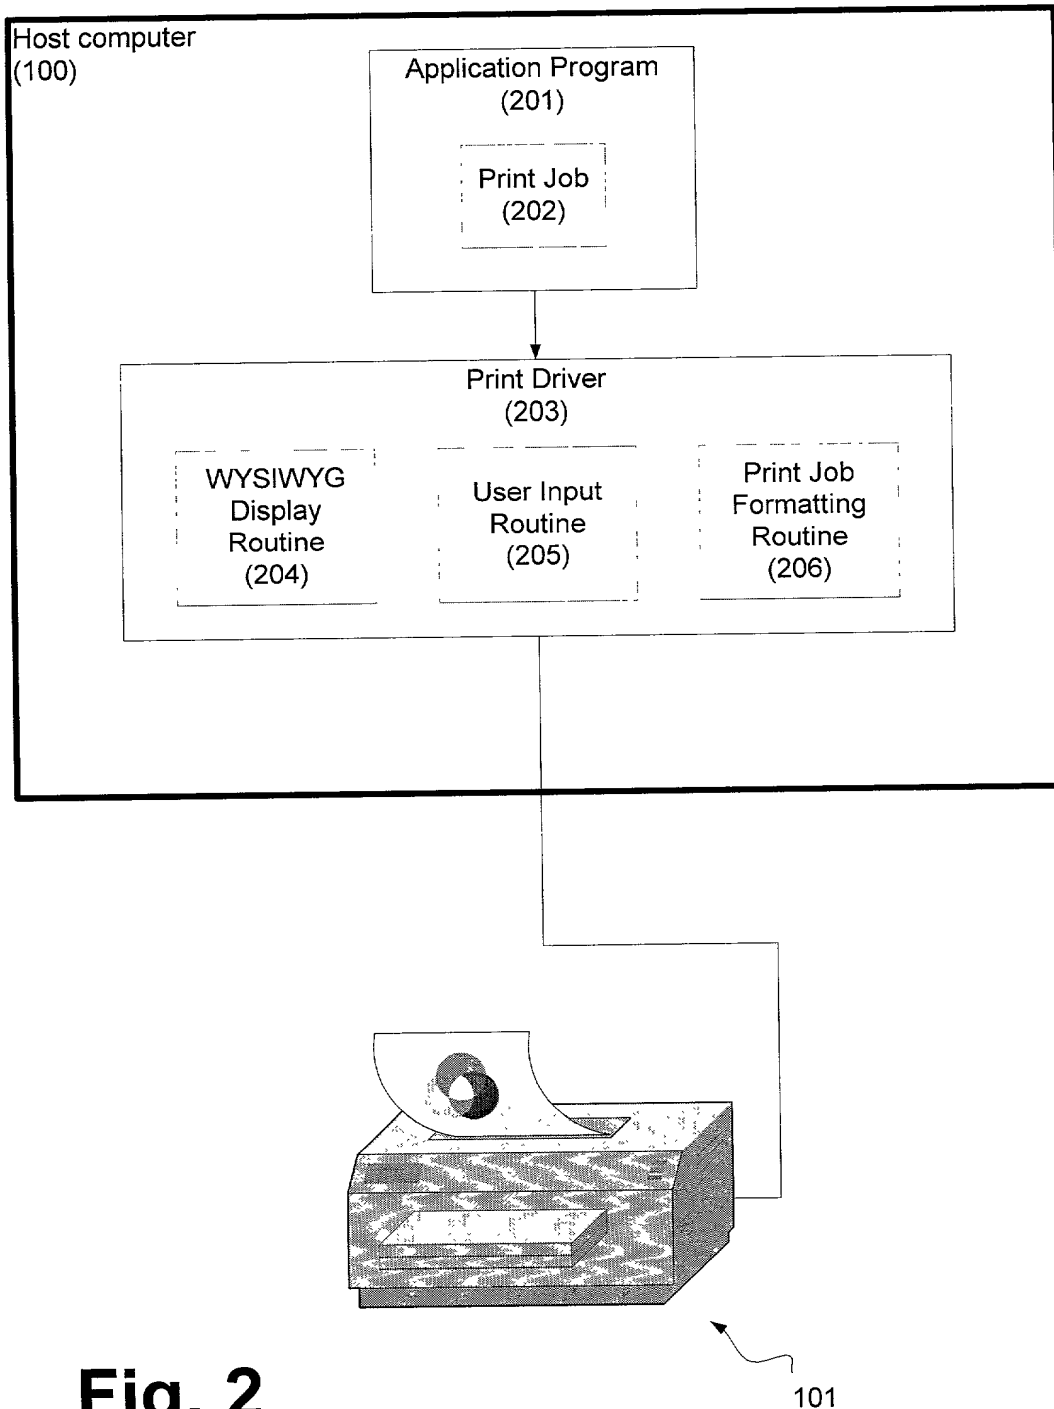 Host computer
(100)
Application Program
(201)
Print Job
(202)
Print Driver
(203)
WYSIWYG
Display
Routine
(204)
User Input
Routine
(205)
Print Job
Formatting
Routine
(206)
101
Fig. 2